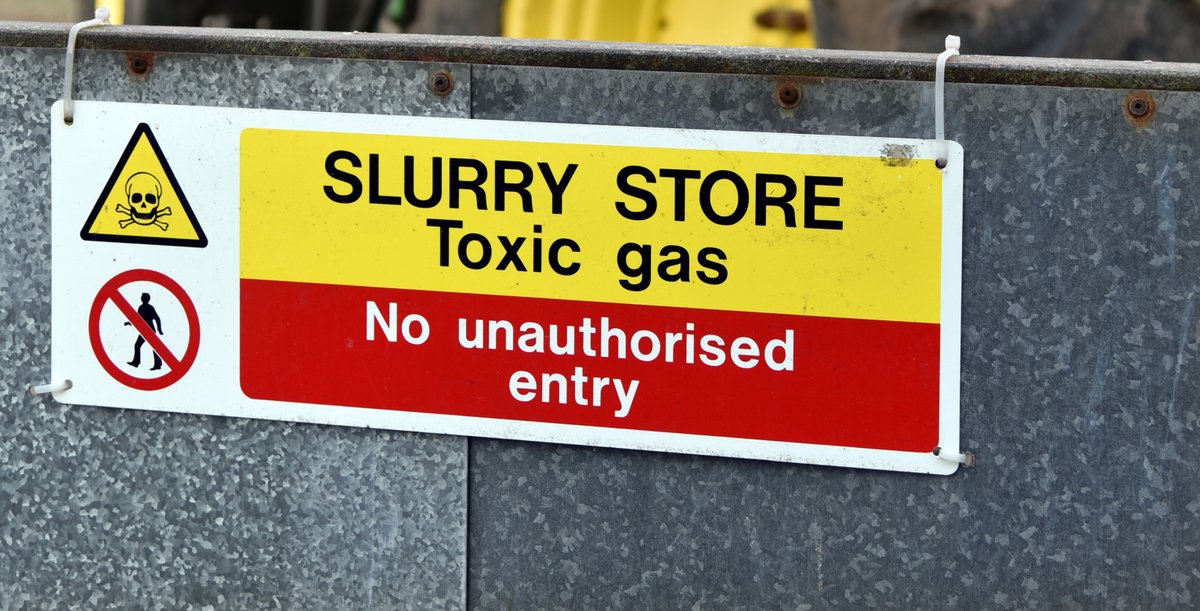 SLURRY STORE
Toxic gas
No unauthorised
entry